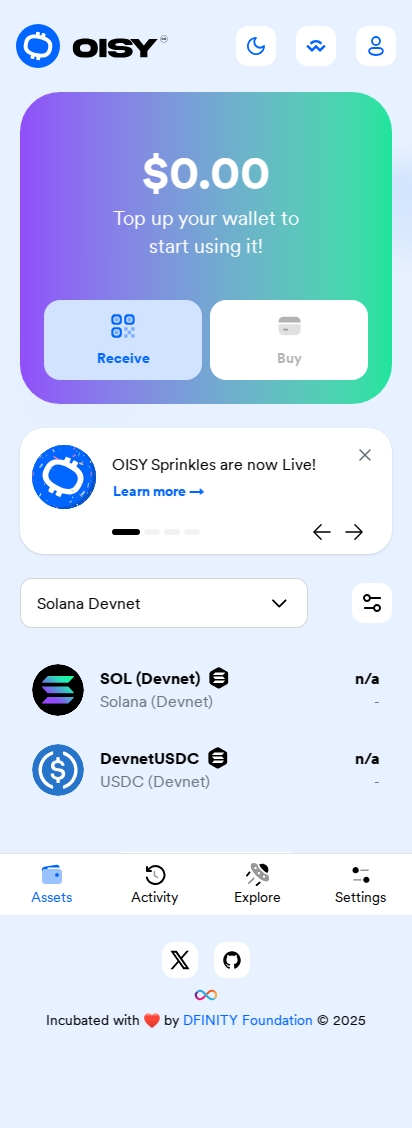 OISY
$0.00
Top up your wallet to
start using it!
Receive
Buy
OISY Sprinkles are now Live!
Learn more →
Solana Devnet
SOL (Devnet)
n/a
Solana (Devnet)
-
DevnetUSDC
n/a
USDC (Devnet)
-
Assets
Activity
Explore
Settings
Incubated with ❤️ by DFINITY Foundation © 2025